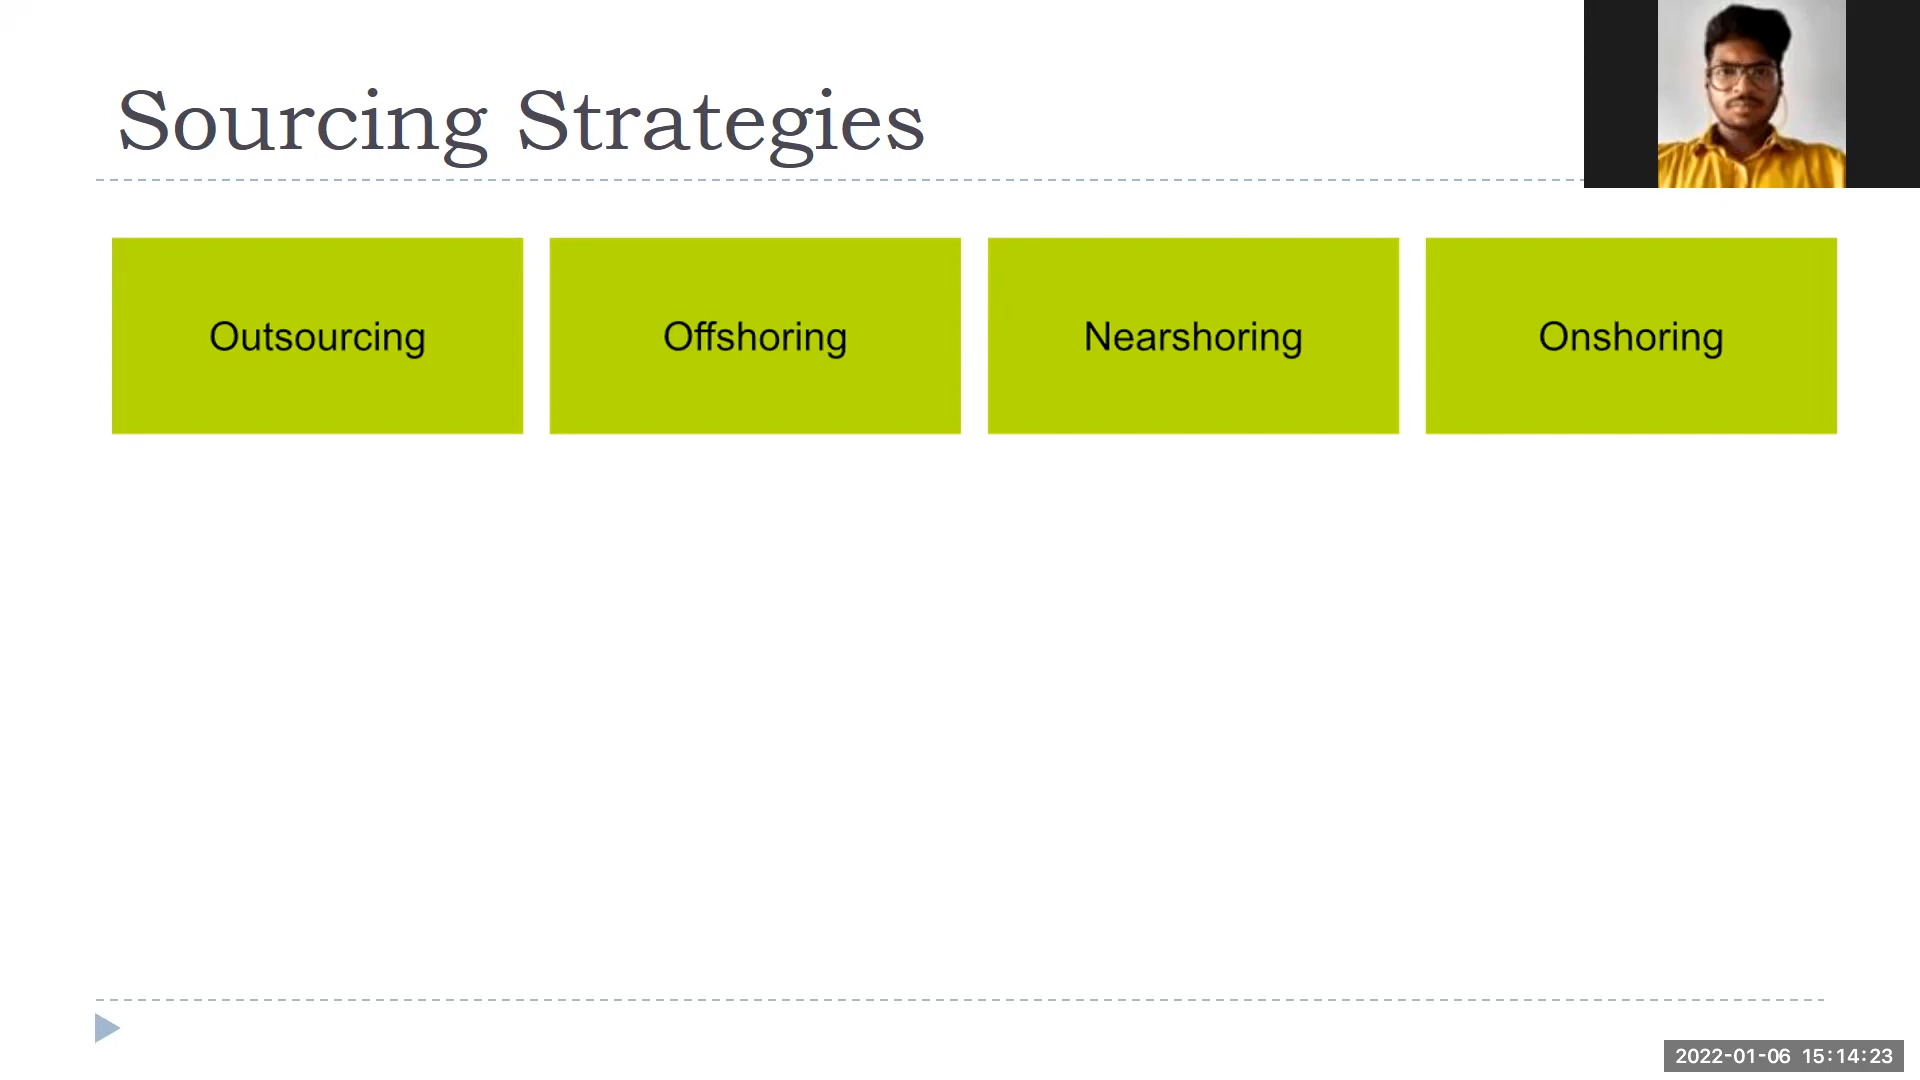 Sourcing Strategies
Outsourcing
Offshoring
Nearshoring
Onshoring
2022-01-06 15:14:23